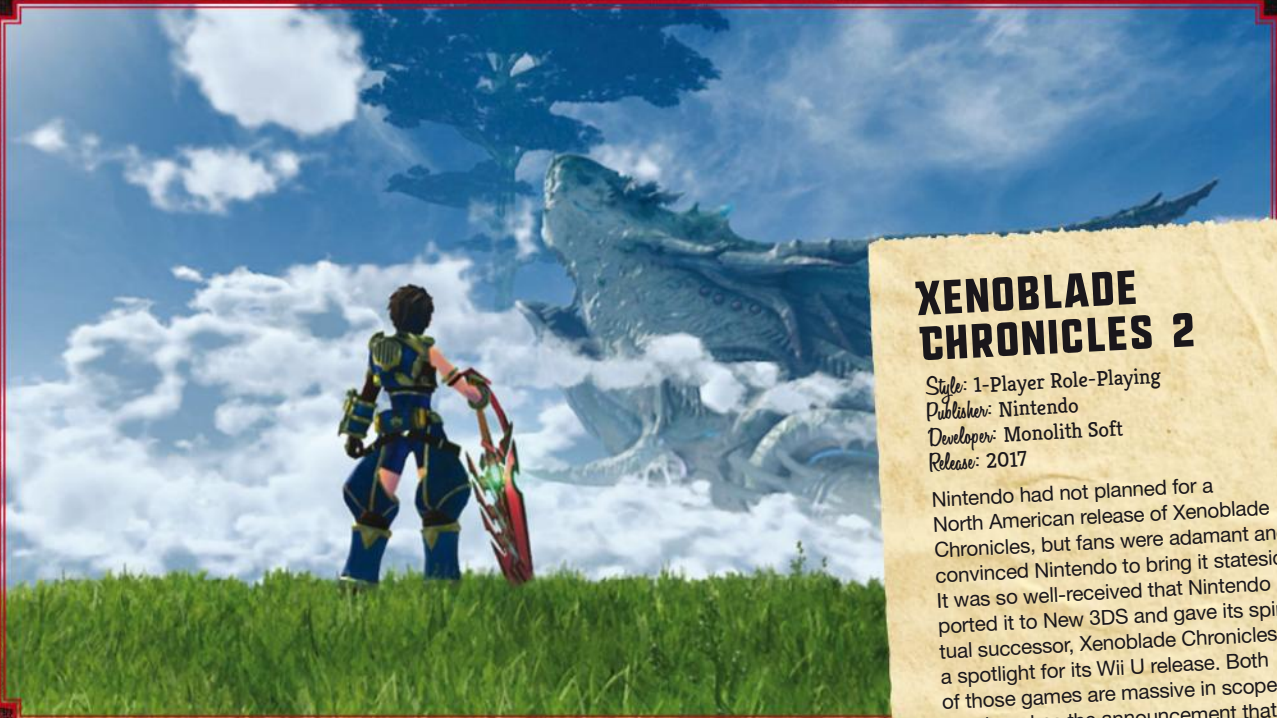 XENOBLADE
CHRONICLES 2
Style: 1-Player Role-Playing
Publisher: Nintendo
Developer: Monolith Soft
Release: 2017
Nintendo had not planned for a
North American release of Xenoblade
Chronicles, but fans were adamant
convinced Nintendo to bring it
It was so well-received that Nintendo
ported it to New 3DS and gave its
tual successor, Xenoblade Chronicles
a spotlight for its Wii U release. Both
of those games are massive in scope
the announcement that